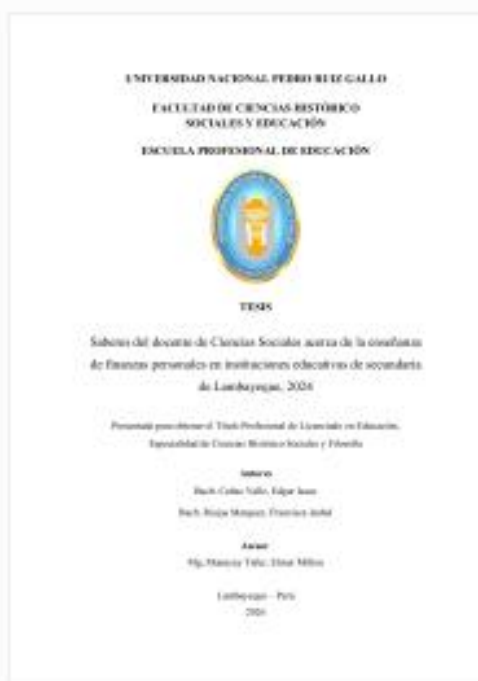 UNIVERSIDAD NACIONAL PEDRO RUIZ GALLO
FACULTAD DE CIENCIAS HISTÓRICO
SOCIALES Y EDUCACIÓN
ESCUELA PROFESIONAL DE EDUCACIÓN
TESIS
Saberes del docente de Ciencias Sociales acerca de la enseñanza
de finanzas personales en instituciones educativas de secundaria
de Lambayeque, 2024
Presentada para obtener el Título Profesional de Licenciado en Educación,
Especialidad de Ciencias Histórico Sociales y Filosofía
Autores
Bach. Edgar
Bach. Francisco
Asesor
Mg.
Lambayeque – Perú